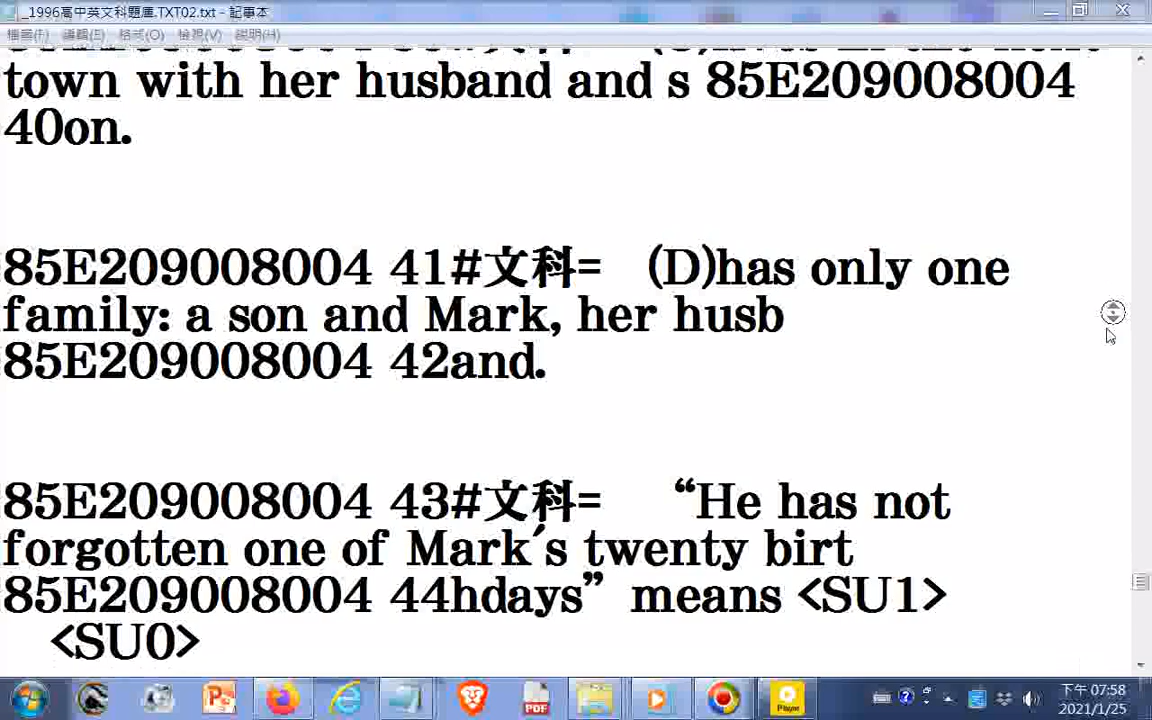 _1996高中英文科題庫.TXT02.txt - 記事本
檔案(F) 編輯(E) 格式(O) 檢視(V) 說明(H)
town with her husband and s 85E209008004
40on.
85E209008004 41#文科= (D)has only one
family: a son and Mark, her husb
85E209008004 42and.
85E209008004 43#文科= “He has not
forgotten one of Mark's twenty birt
85E209008004 44hdays” means <SU1>
<SU0>
PDF
Player
下午 07:58
2021/1/25